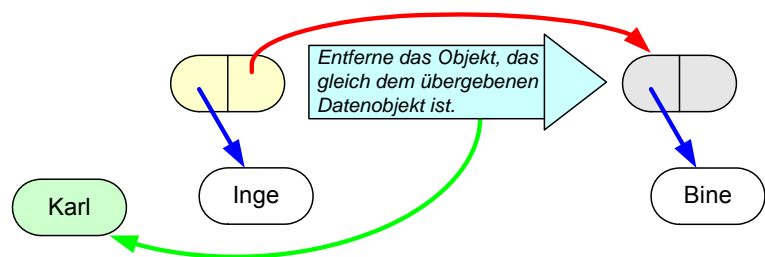 Entferne das Objekt, das
gleich dem übergebenen
Datenobjekt ist.
Karl
Inge
Bine